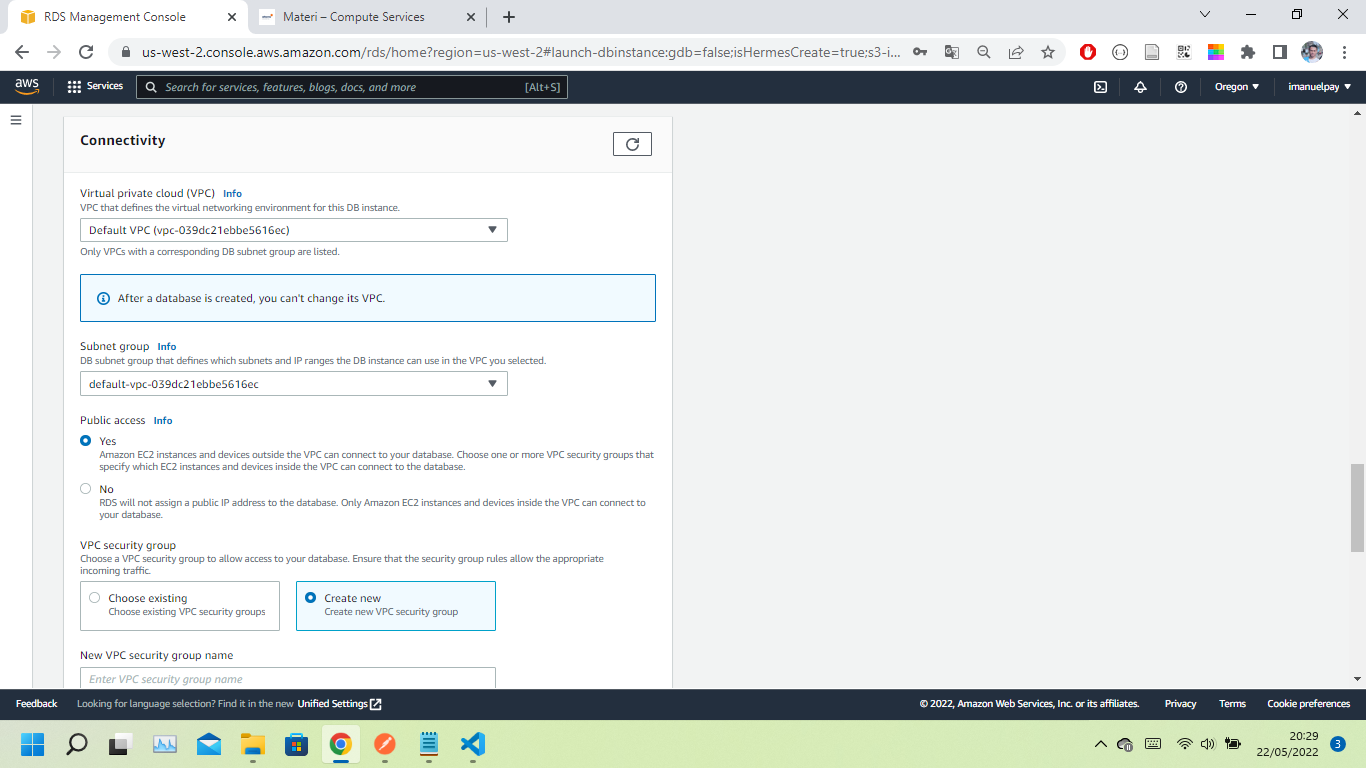 RDS Management Console
Materi – Compute Services
us-west-2.console.aws.amazon.com/rds/home?region=us-west-2#launch-dbinstance:gdb=false;isHermesCreate=true;s3-i...
aws
Services
Search for services, features, blogs, docs, and more
[Alt+S]
Oregon
imanuelpay
Connectivity
Virtual private cloud (VPC) Info
VPC that defines the virtual networking environment for this DB instance.
Default VPC (vpc-039dc21ebbe5616ec)
Only VPCs with a corresponding DB subnet group are listed.
After a database is created, you can't change its VPC.
Subnet group Info
DB subnet group that defines which subnets and IP ranges the DB instance can use in the VPC you selected.
default-vpc-039dc21ebbe5616ec
Public access Info
Yes
Amazon EC2 instances and devices outside the VPC can connect to your database. Choose one or more VPC security groups that
specify which EC2 instances and devices inside the VPC can connect to the database.
No
RDS will not assign a public IP address to the database. Only Amazon EC2 instances and devices inside the VPC can connect to
your database.
VPC security group
Choose a VPC security group to allow access to your database. Ensure that the security group rules allow the appropriate
incoming traffic.
Choose existing
Choose existing VPC security groups
Create new
Create new VPC security group
New VPC security group name
Enter VPC security group name
Feedback
Looking for language selection? Find it in the new Unified Settings
© 2022, Amazon Web Services, Inc. or its affiliates.
Privacy
Terms
Cookie preferences
20:29
22/05/2022
3